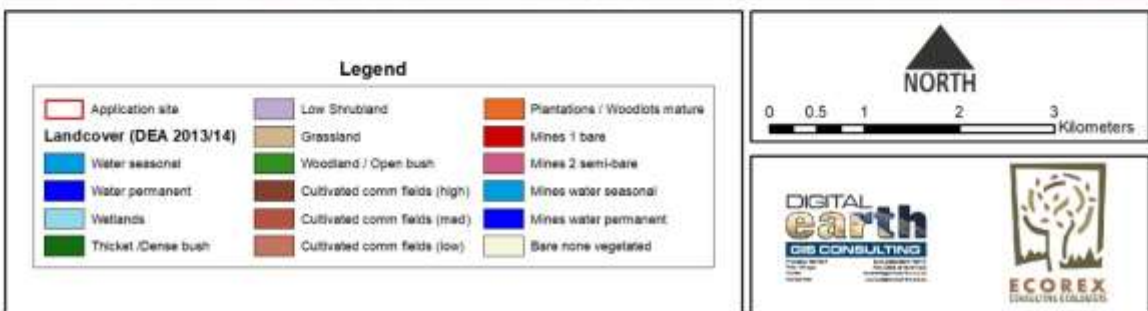 Legend
Application site
Landcover (DEA 2013/14)
Water seasonal
Water permanent
Wetlands
Thicket /Dense bush
Low Shrubland
Grassland
Woodland / Open bush
Cultivated comm fields (high)
Cultivated comm fields (med)
Cultivated comm fields (low)
Plantations / Woodlots mature
Mines 1 bare
Mines 2 semi-bare
Mines water seasonal
Mines water permanent
Bare none vegetated
NORTH
0 0.5 1 2 3
Kilometers
DIGITAL
earth
GIS CONSULTING
ECOREX
CONSULTING ECOLOGISTS